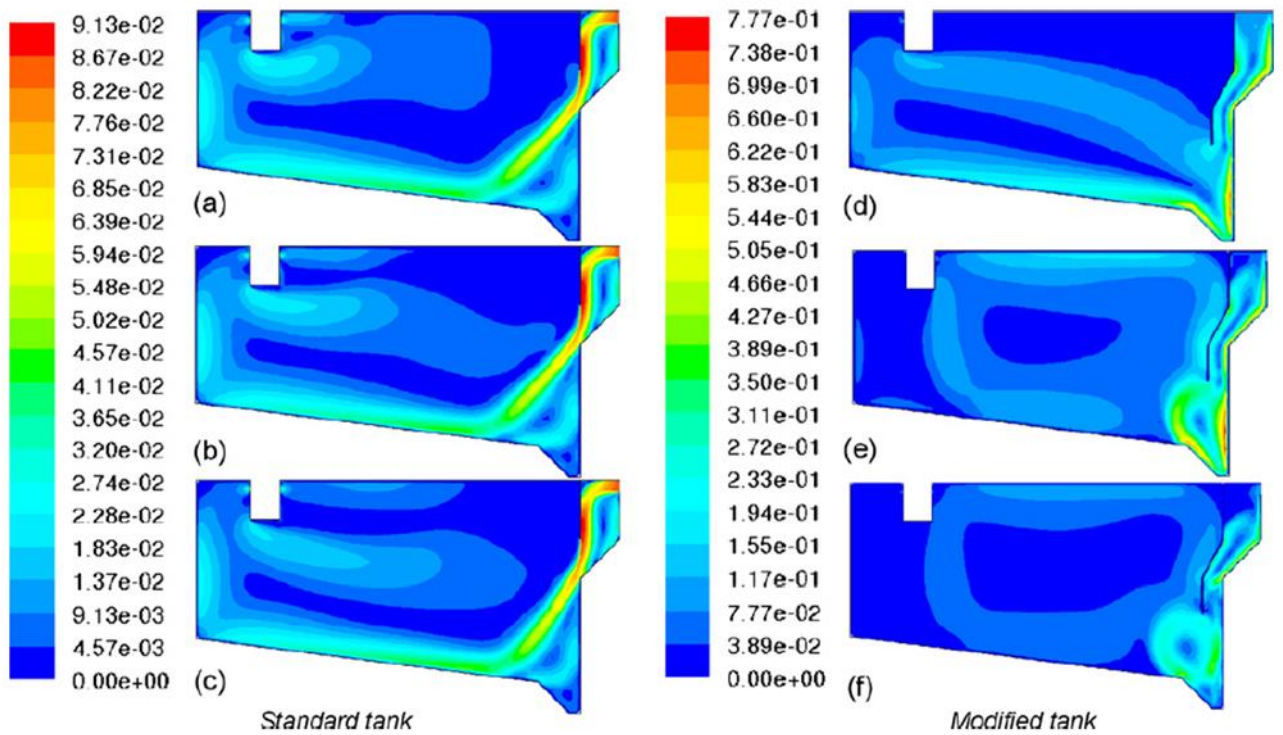 9.13e-02
8.67e-02
8.22e-02
7.76e-02
7.31e-02
6.85e-02
6.39e-02
5.94e-02
5.48e-02
5.02e-02
4.57e-02
4.11e-02
3.65e-02
3.20e-02
2.74e-02
2.28e-02
1.83e-02
1.37e-02
9.13e-03
4.57e-03
0.00e+00
(a)
(b)
(c)
Standard tank
7.77e-01
7.38e-01
6.99e-01
6.60e-01
6.22e-01
5.83e-01
5.44e-01
5.05e-01
4.66e-01
4.27e-01
3.89e-01
3.50e-01
3.11e-01
2.72e-01
2.33e-01
1.94e-01
1.55e-01
1.17e-01
7.77e-02
3.89e-02
0.00e+00
(d)
(e)
(f)
Modified tank